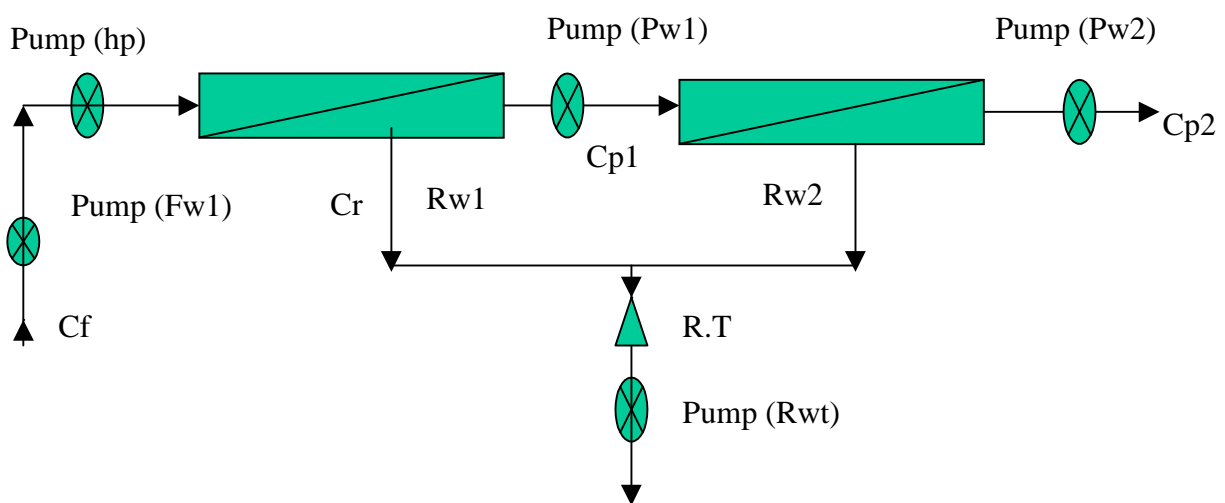 Pump (hp)
Pump (Pw1)
Pump (Pw2)
Cp1
Cp2
Pump (Fw1)
Cr
Rw1
Rw2
Cf
R.T
Pump (Rwt)